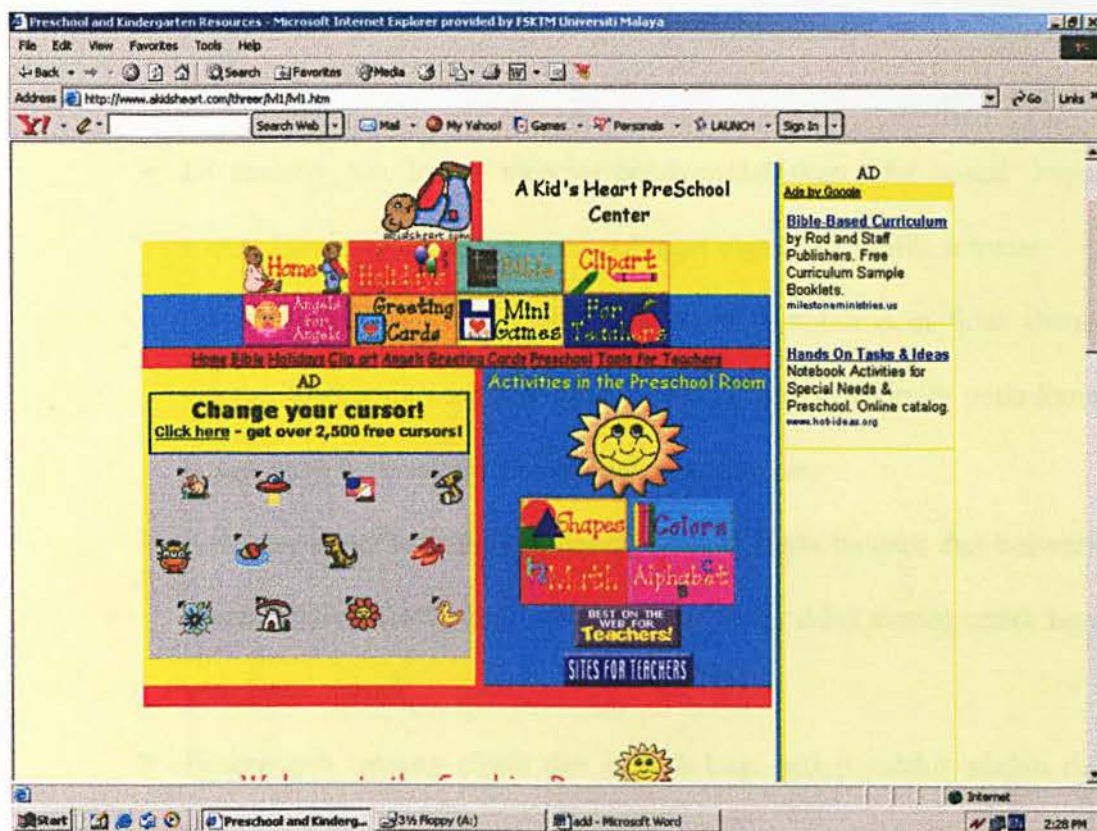 Preschool and Kindergarten Resources - Microsoft Internet Explorer provided by FSKTM Universiti Malaya
File Edit View Favorites Tools Help
Back Search Favorites Media
Address http://www.akidsheart.com/threer/lvl1/lvl1.htm Go Links
Y! Search Web Mail My Yahoo! Games Personals LAUNCH Sign In
akidsheart.com
A Kid's Heart PreSchool
Center
Home Holidays Bible Clipart
Angels for Angels Greeting Cards Mini Games For Teachers
Home Bible Holidays Clip art Angels Greeting Cards Preschool Tools for Teachers
AD
Change your cursor!
Click here - get over 2,500 free cursors!
Activities in the Preschool Room
Shapes Colors
Math Alphabet
BEST ON THE
WEB FOR
Teachers!
SITES FOR TEACHERS
AD
Ads by Google
Bible-Based Curriculum
by Rod and Staff
Publishers. Free
Curriculum Sample
Booklets.
milestoneministries.us
Hands On Tasks & Ideas
Notebook Activities for
Special Needs &
Preschool. Online catalog.
www.hotideas.org
Internet
Start Preschool and Kinderg... 3½ Floppy (A:) add - Microsoft Word 2:28 PM